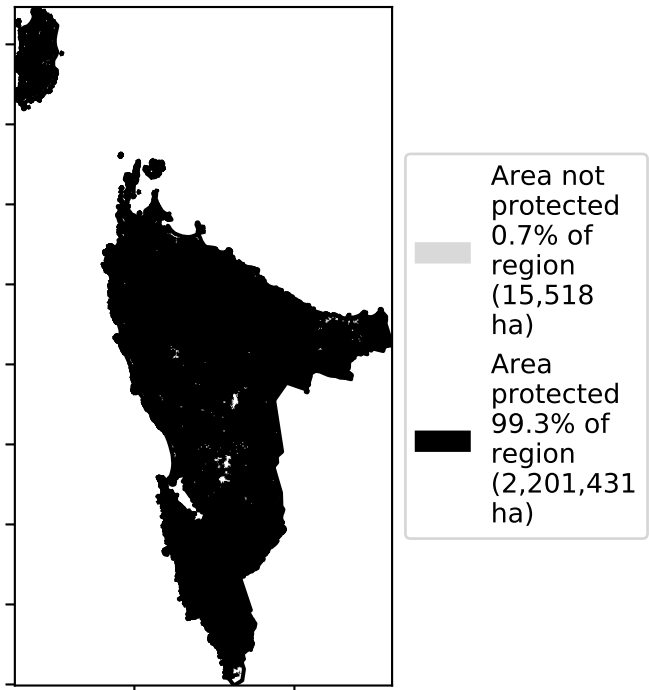 Area not
protected
0.7% of
region
(15,518
ha)
Area
protected
99.3% of
region
(2,201,431
ha)